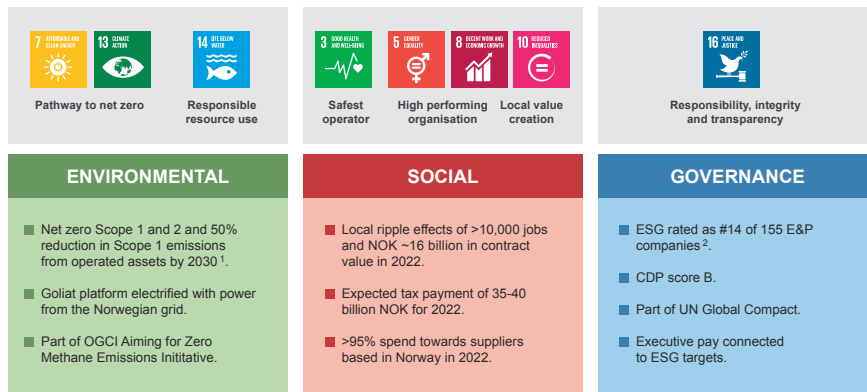 7 AFFORDABLE AND
CLEAN ENERGY
13 CLIMATE
ACTION
14 LIFE BELOW
WATER
Pathway to net zero
Responsible
resource use
3 GOOD HEALTH
AND WELL-BEING
5 GENDER
EQUALITY
8 DECENT WORK AND
ECONOMIC GROWTH
10 REDUCED
INEQUALITIES
Safest
operator
High performing
organisation
Local value
creation
16 PEACE AND
JUSTICE
Responsibility, integrity
and transparency
ENVIRONMENTAL
Net zero Scope 1 and 2 and 50%
reduction in Scope 1 emissions
from operated assets by 2030 ¹.
Goliat platform electrified with power
from the Norwegian grid.
Part of OGCI Aiming for Zero
Methane Emissions Inititative.
SOCIAL
Local ripple effects of >10,000 jobs
and NOK ~16 billion in contract
value in 2022.
Expected tax payment of 35-40
billion NOK for 2022.
>95% spend towards suppliers
based in Norway in 2022.
GOVERNANCE
ESG rated as #14 of 155 E&P
companies ².
CDP score B.
Part of UN Global Compact.
Executive pay connected
to ESG targets.